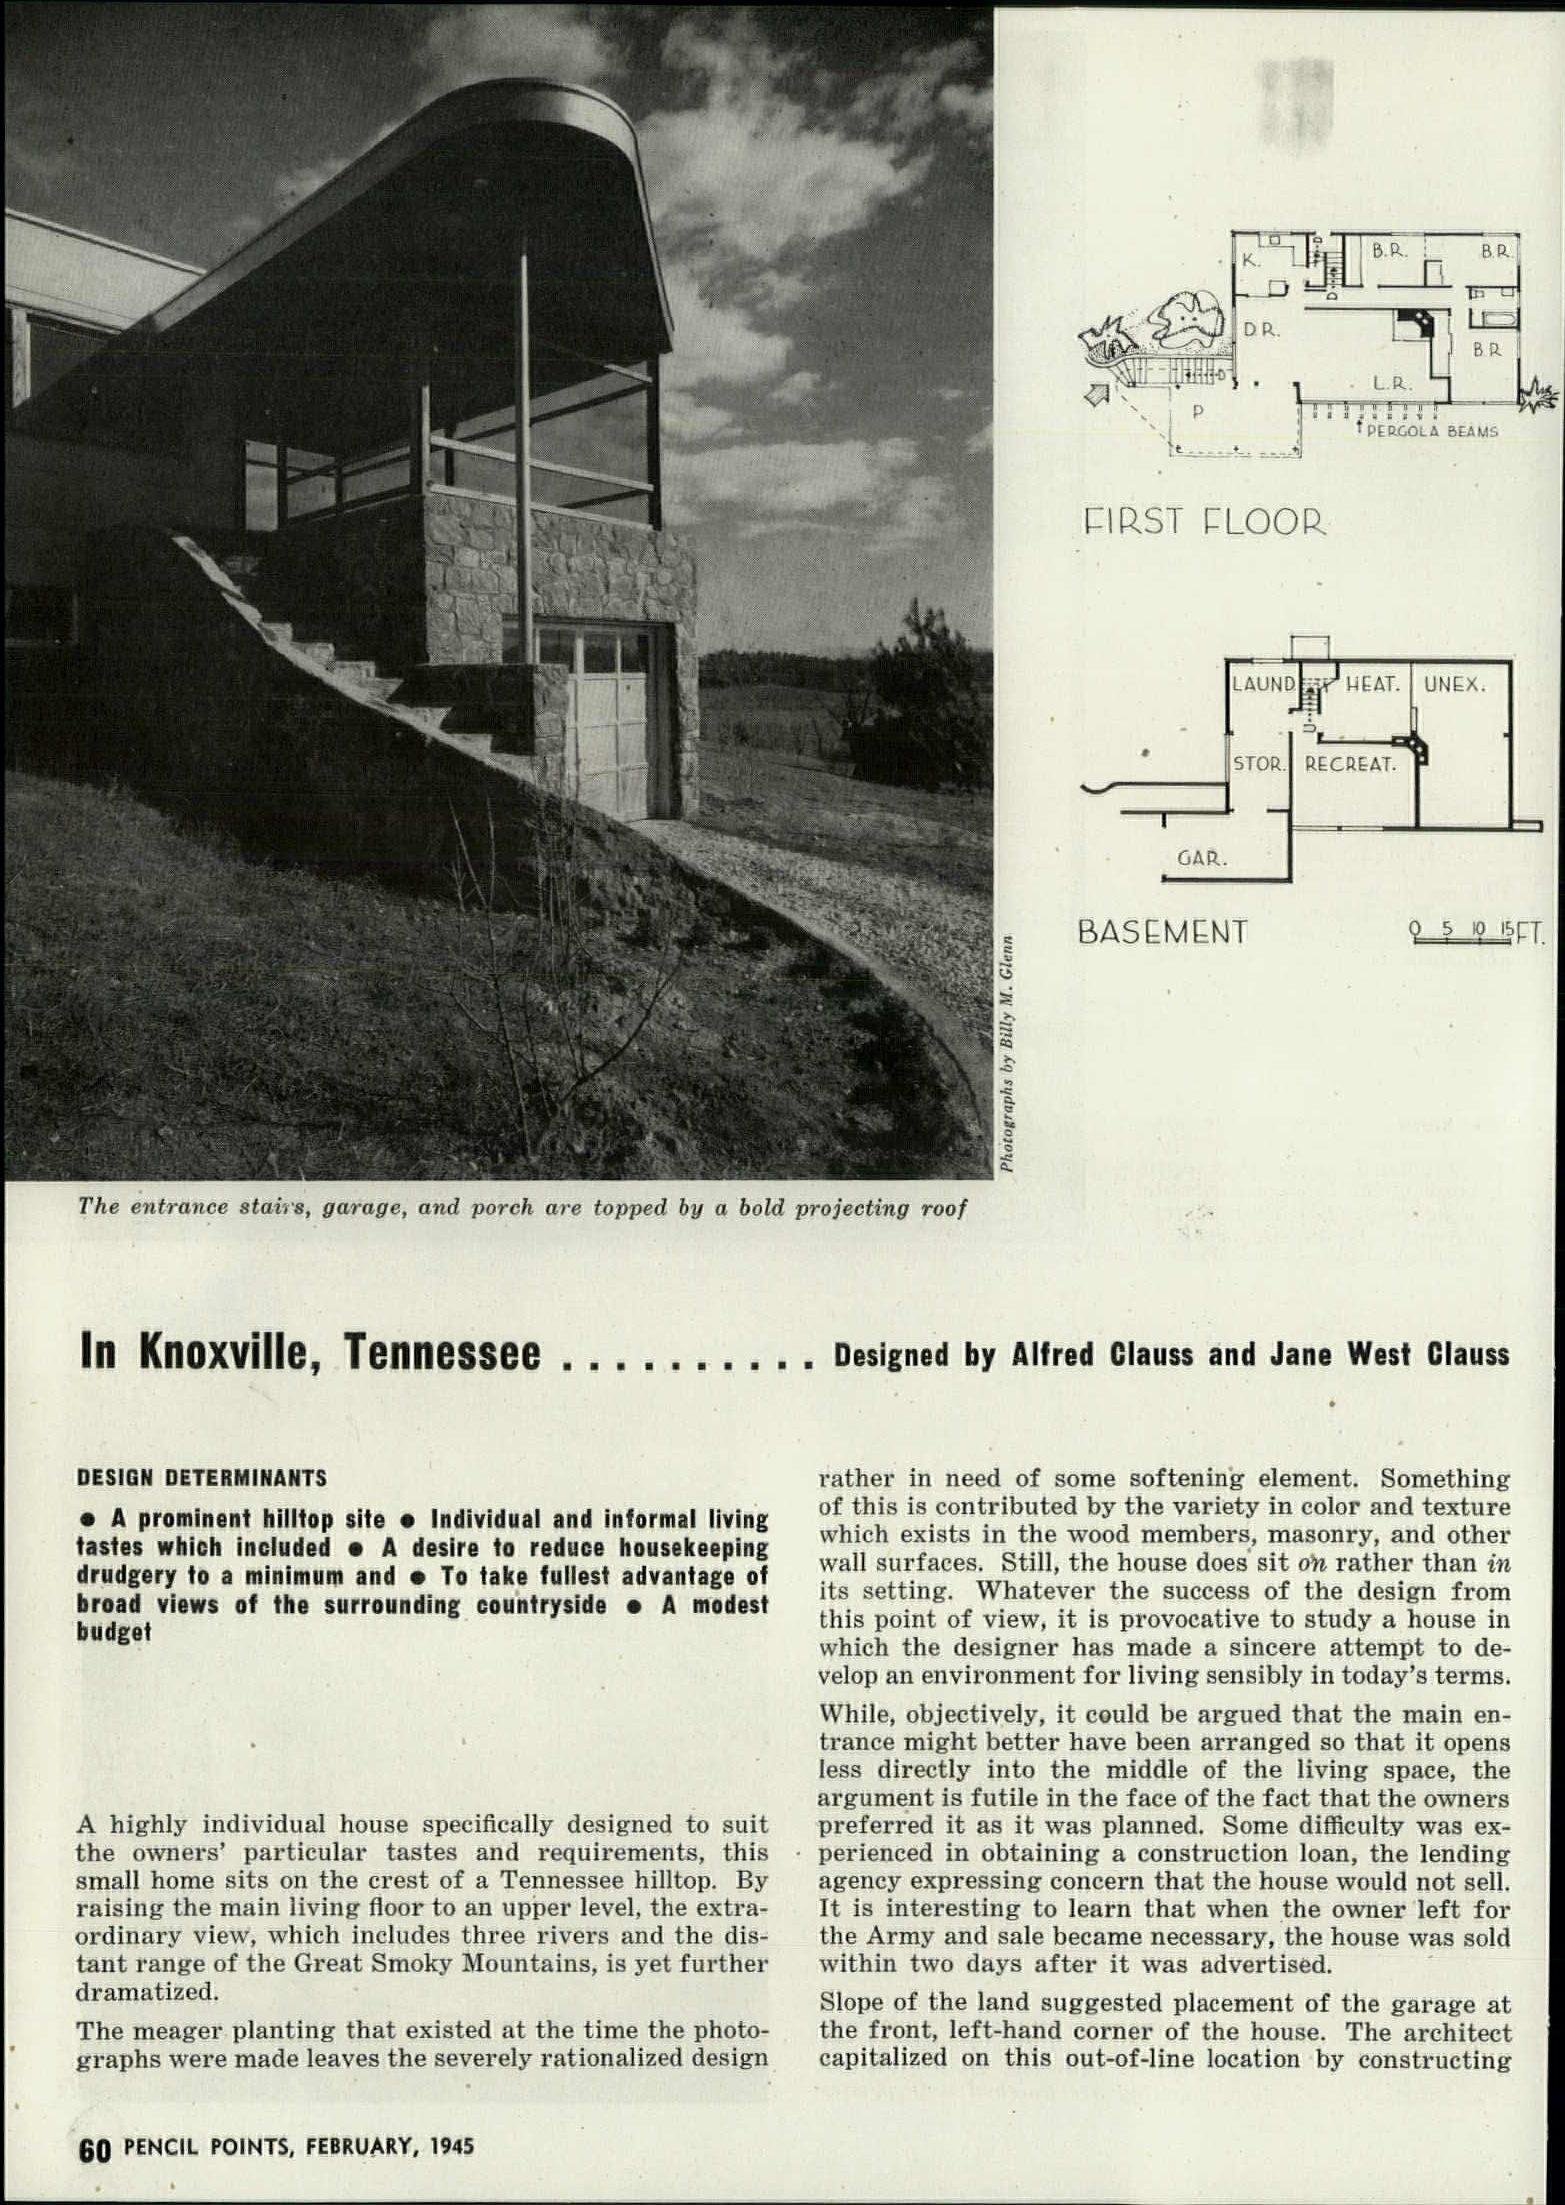 K.
B.R.
B.R.
D.R.
B.R
L.R.
P
PERGOLA BEAMS
FIRST FLOOR
LAUND
HEAT.
UNEX.
STOR.
RECREAT.
GAR.
BASEMENT
0 5 10 15 FT.
Photographs by Billy M. Glenn
The entrance stairs, garage, and porch are topped by a bold projecting roof
In Knoxville, Tennessee . . . . . . . . . . Designed by Alfred Clauss and Jane West Clauss
DESIGN DETERMINANTS
● A prominent hilltop site ● Individual and informal living
tastes which included ● A desire to reduce housekeeping
drudgery to a minimum and ● To take fullest advantage of
broad views of the surrounding countryside ● A modest
budget
A highly individual house specifically designed to suit
the owners' particular tastes and requirements, this
small home sits on the crest of a Tennessee hilltop. By
raising the main living floor to an upper level, the extra-
ordinary view, which includes three rivers and the dis-
tant range of the Great Smoky Mountains, is yet further
dramatized.
The meager planting that existed at the time the photo-
graphs were made leaves the severely rationalized design
rather in need of some softening element. Something
of this is contributed by the variety in color and texture
which exists in the wood members, masonry, and other
wall surfaces. Still, the house does sit on rather than in
its setting. Whatever the success of the design from
this point of view, it is provocative to study a house in
which the designer has made a sincere attempt to de-
velop an environment for living sensibly in today's terms.
While, objectively, it could be argued that the main en-
trance might better have been arranged so that it opens
less directly into the middle of the living space, the
argument is futile in the face of the fact that the owners
preferred it as it was planned. Some difficulty was ex-
perienced in obtaining a construction loan, the lending
agency expressing concern that the house would not sell.
It is interesting to learn that when the owner left for
the Army and sale became necessary, the house was sold
within two days after it was advertised.
Slope of the land suggested placement of the garage at
the front, left-hand corner of the house. The architect
capitalized on this out-of-line location by constructing
60 PENCIL POINTS, FEBRUARY, 1945